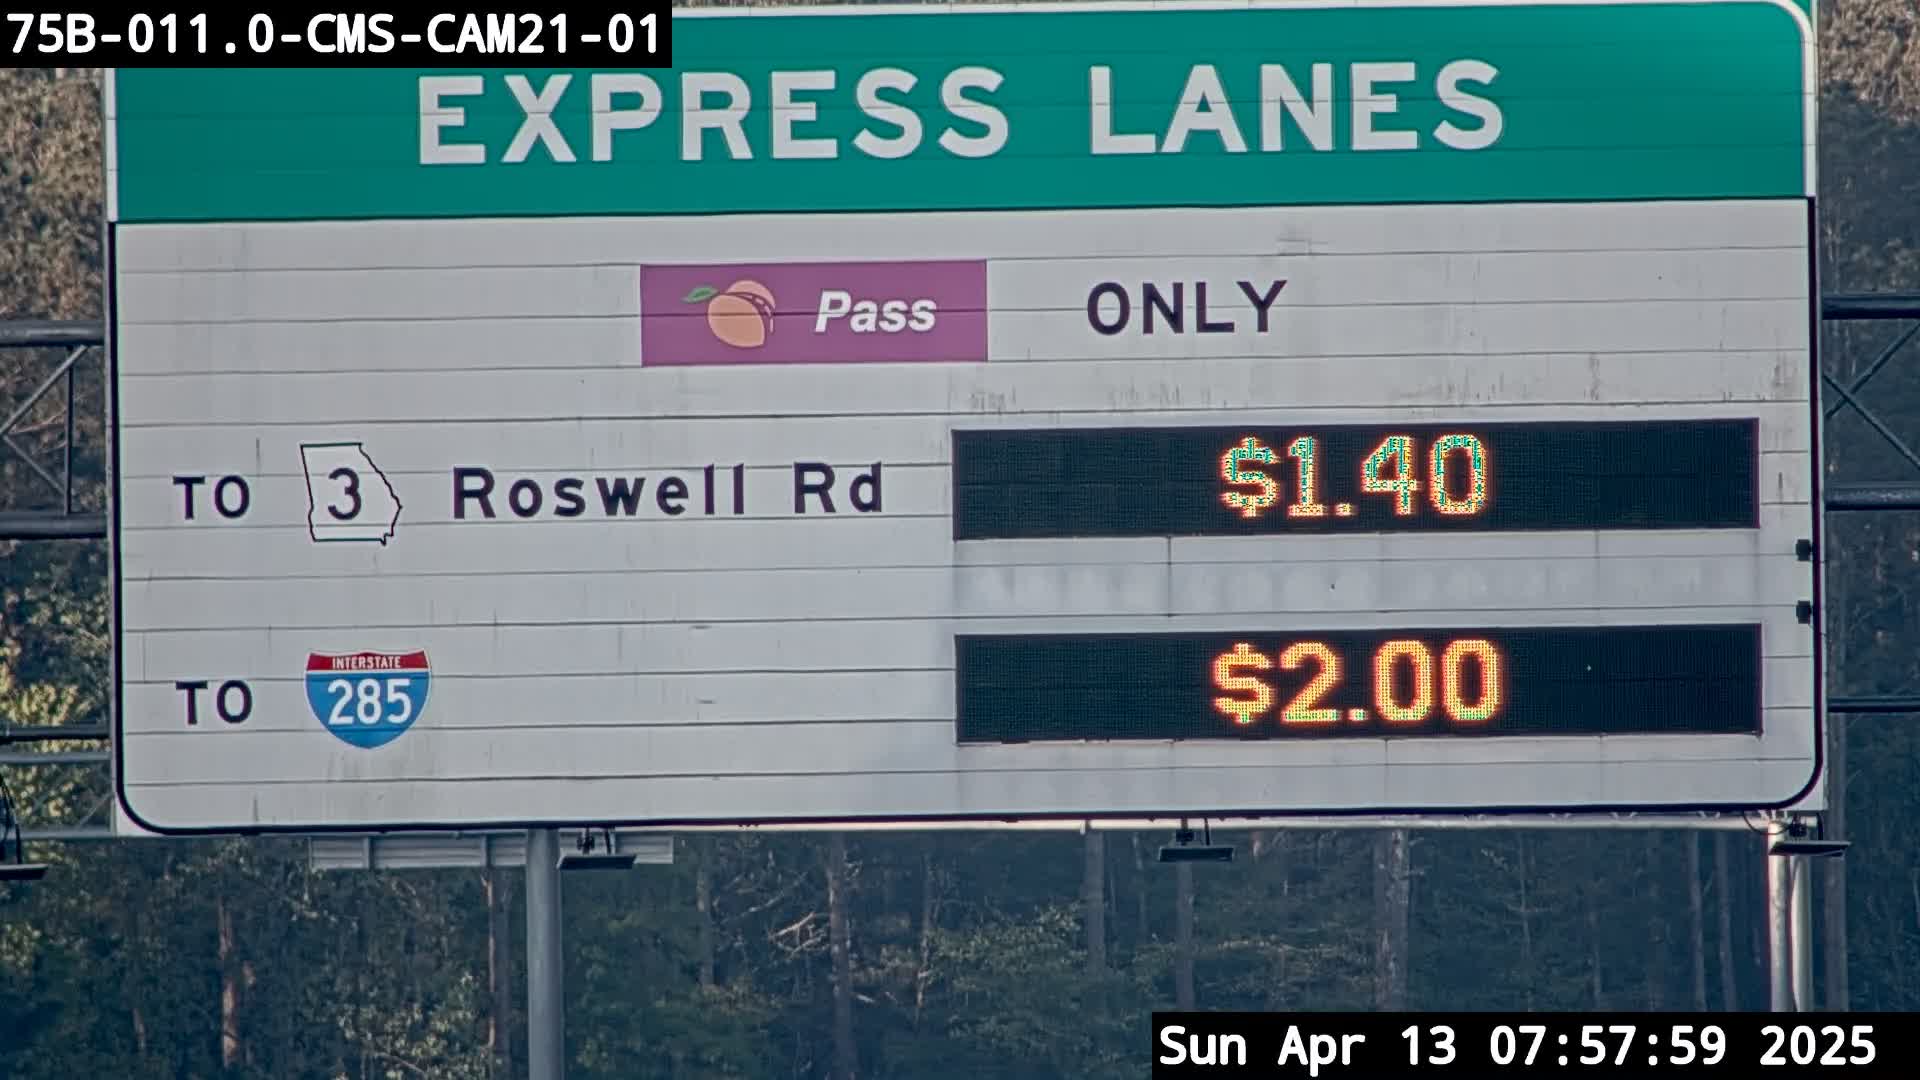 75B-011.0-CMS-CAM21-01
EXPRESS LANES
Pass ONLY
TO 3 Roswell Rd $1.40
TO INTERSTATE 285 $2.00
Sun Apr 13 07:57:59 2025